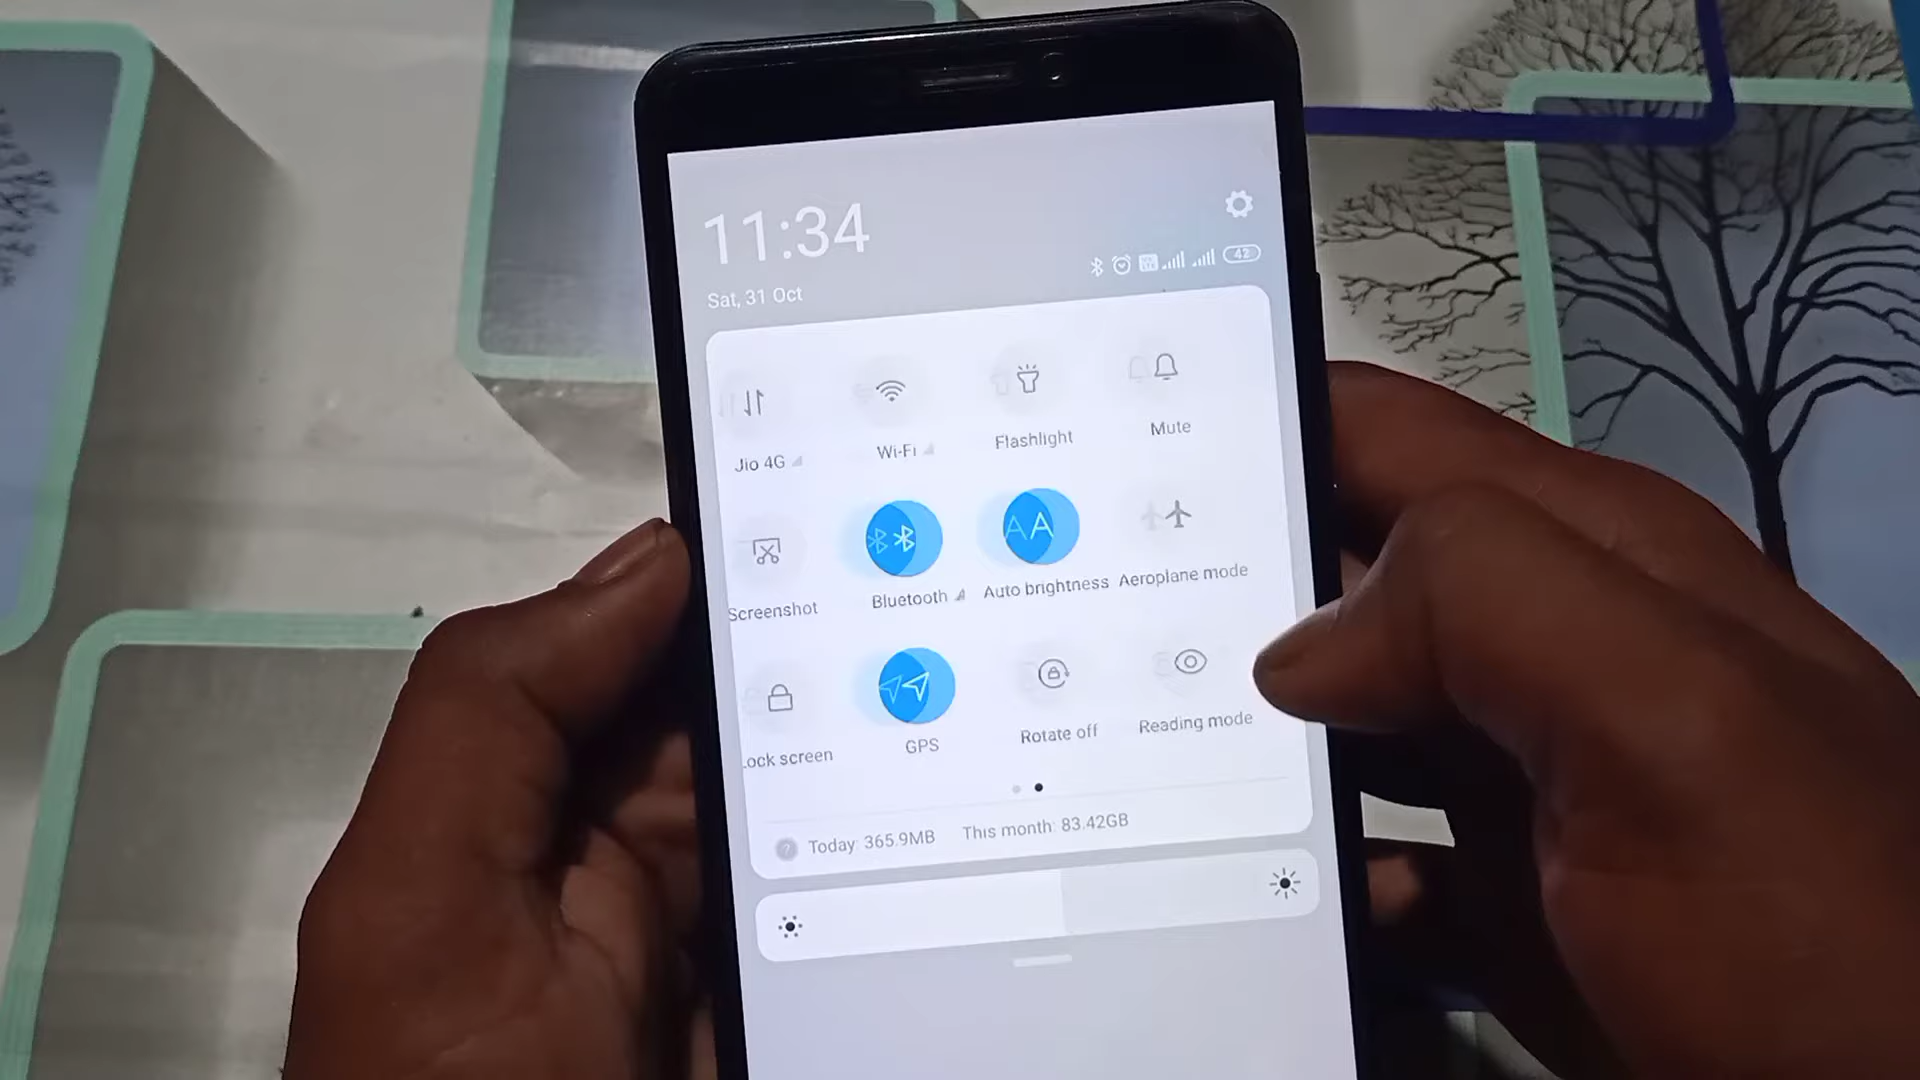 11:34
Sat, 31 Oct
42
Jio 4G
Wi-Fi
Flashlight
Mute
Screenshot
Bluetooth
Auto brightness
Aeroplane mode
ock screen
GPS
Rotate off
Reading mode
Today: 365.9MB This month: 83.42GB